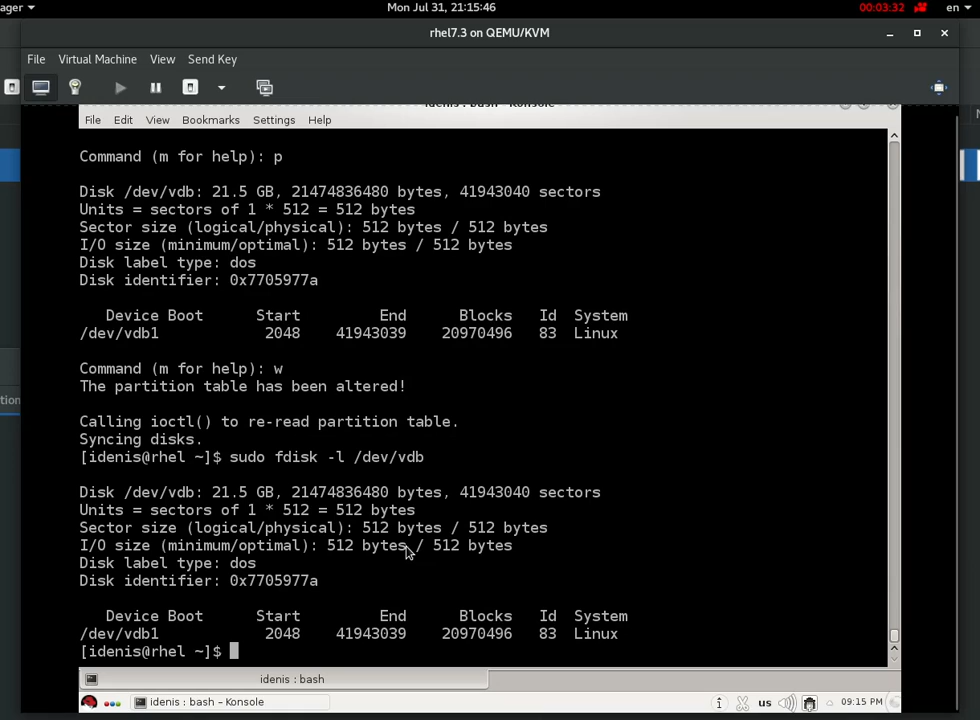 ager
Mon Jul 31, 21:15:46
00:03:32
en
rhel7.3 on QEMU/KVM
File Virtual Machine View Send Key
idenis : bash - Konsole
File Edit View Bookmarks Settings Help
Command (m for help): p
Disk /dev/vdb: 21.5 GB, 21474836480 bytes, 41943040 sectors
Units = sectors of 1 * 512 = 512 bytes
Sector size (logical/physical): 512 bytes / 512 bytes
I/O size (minimum/optimal): 512 bytes / 512 bytes
Disk label type: dos
Disk identifier: 0x7705977a
Device Boot Start End Blocks Id System
/dev/vdb1 2048 41943039 20970496 83 Linux
Command (m for help): w
The partition table has been altered!
Calling ioctl() to re-read partition table.
Syncing disks.
[idenis@rhel ~]$ sudo fdisk -l /dev/vdb
Disk /dev/vdb: 21.5 GB, 21474836480 bytes, 41943040 sectors
Units = sectors of 1 * 512 = 512 bytes
Sector size (logical/physical): 512 bytes / 512 bytes
I/O size (minimum/optimal): 512 bytes / 512 bytes
Disk label type: dos
Disk identifier: 0x7705977a
Device Boot Start End Blocks Id System
/dev/vdb1 2048 41943039 20970496 83 Linux
[idenis@rhel ~]$
tion
idenis : bash
idenis : bash - Konsole
us
09:15 PM